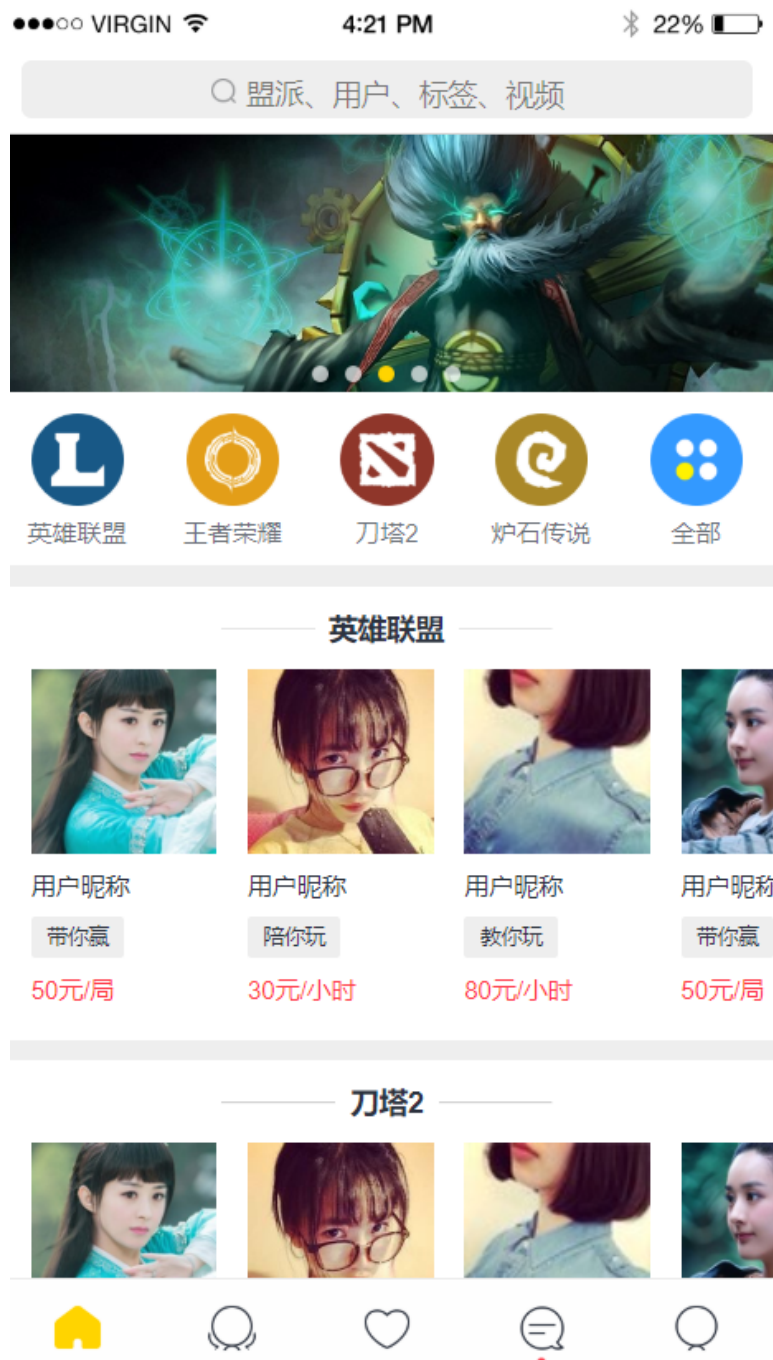 VIRGIN 4:21 PM 22%
盟派、用户、标签、视频
英雄联盟 王者荣耀 刀塔2 炉石传说 全部
英雄联盟
用户昵称 用户昵称 用户昵称 用户昵称
带你赢 陪你玩 教你玩 带你赢
50元/局 30元/小时 80元/小时 50元/局
刀塔2